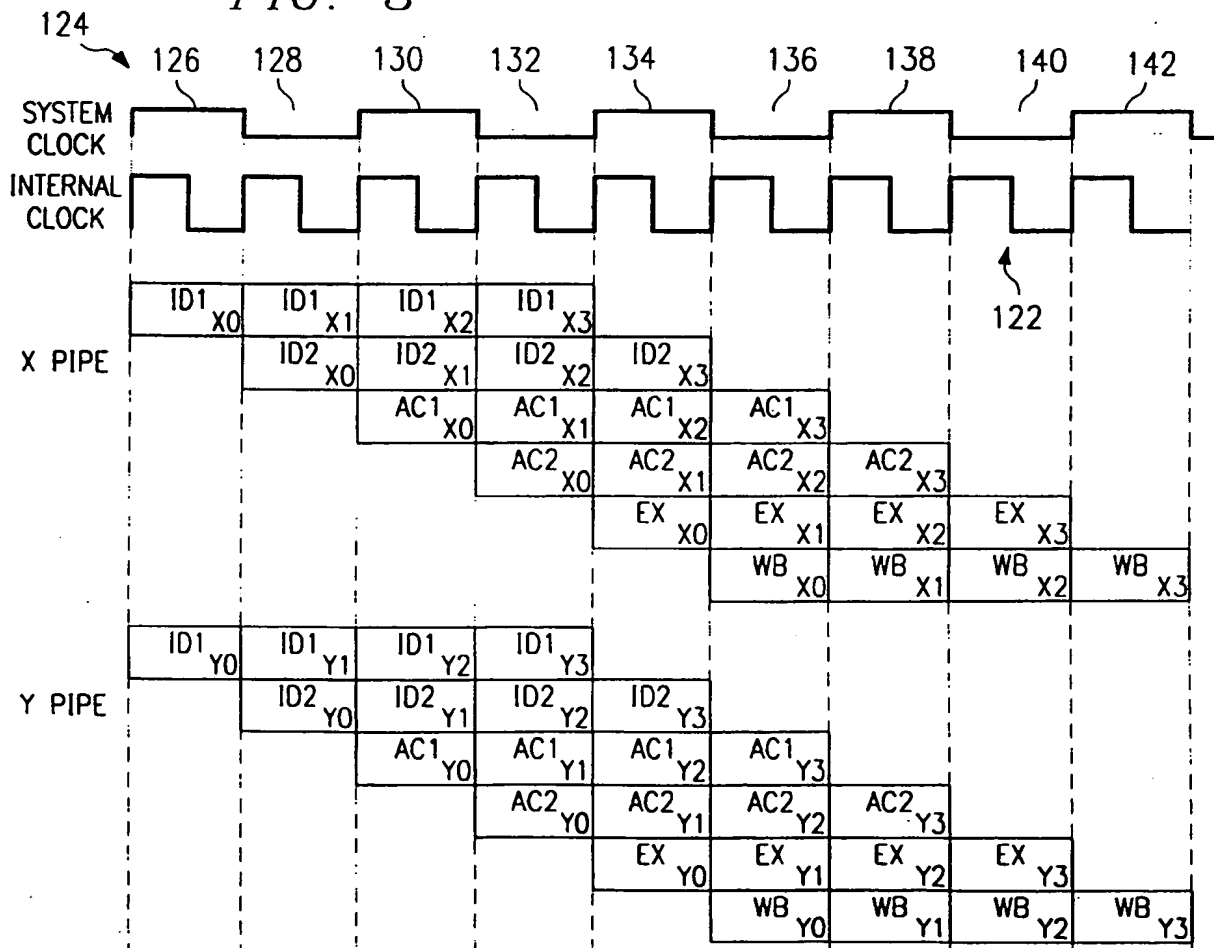 FIG. 3
124
126 128 130 132 134 136 138 140 142
SYSTEM CLOCK
INTERNAL CLOCK
122
X PIPE
ID1 X0 ID1 X1 ID1 X2 ID1 X3
ID2 X0 ID2 X1 ID2 X2 ID2 X3
AC1 X0 AC1 X1 AC1 X2 AC1 X3
AC2 X0 AC2 X1 AC2 X2 AC2 X3
EX X0 EX X1 EX X2 EX X3
WB X0 WB X1 WB X2 WB X3
Y PIPE
ID1 Y0 ID1 Y1 ID1 Y2 ID1 Y3
ID2 Y0 ID2 Y1 ID2 Y2 ID2 Y3
AC1 Y0 AC1 Y1 AC1 Y2 AC1 Y3
AC2 Y0 AC2 Y1 AC2 Y2 AC2 Y3
EX Y0 EX Y1 EX Y2 EX Y3
WB Y0 WB Y1 WB Y2 WB Y3